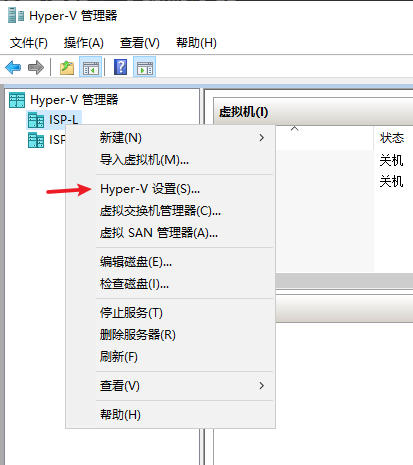 Hyper-V 管理器
文件(F) 操作(A) 查看(V) 帮助(H)
Hyper-V 管理器
ISP-L
ISP
虚拟机(I)
状态
关机
关机
新建(N)
导入虚拟机(M)...
Hyper-V 设置(S)...
虚拟交换机管理器(C)...
虚拟 SAN 管理器(A)...
编辑磁盘(E)...
检查磁盘(I)...
停止服务(T)
删除服务器(R)
刷新(F)
查看(V)
帮助(H)